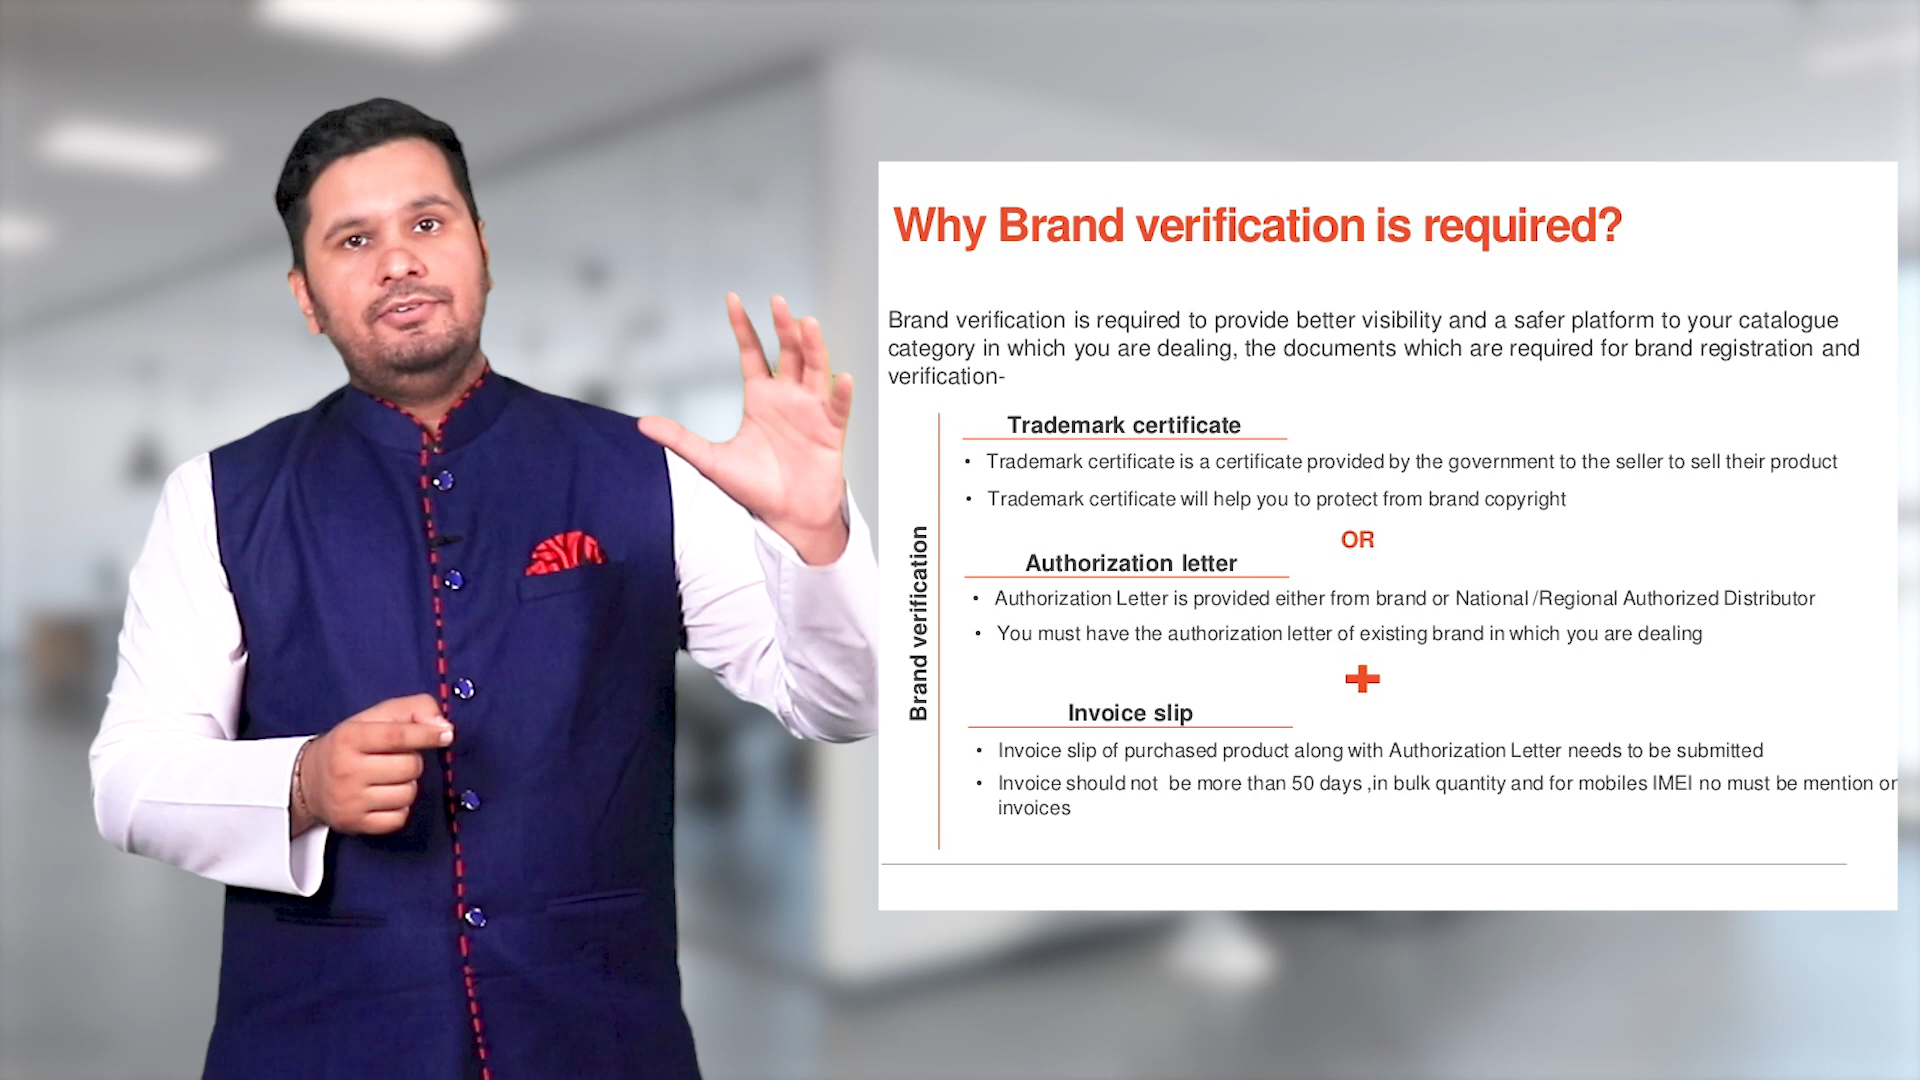 Why Brand verification is required?
Brand verification is required to provide better visibility and a safer platform to your catalogue
category in which you are dealing, the documents which are required for brand registration and
verification-
Brand verification
Trademark certificate
• Trademark certificate is a certificate provided by the government to the seller to sell their product
• Trademark certificate will help you to protect from brand copyright
OR
Authorization letter
• Authorization Letter is provided either from brand or National /Regional Authorized Distributor
• You must have the authorization letter of existing brand in which you are dealing
Invoice slip
• Invoice slip of purchased product along with Authorization Letter needs to be submitted
• Invoice should not be more than 50 days ,in bulk quantity and for mobiles IMEI no must be mention or
invoices